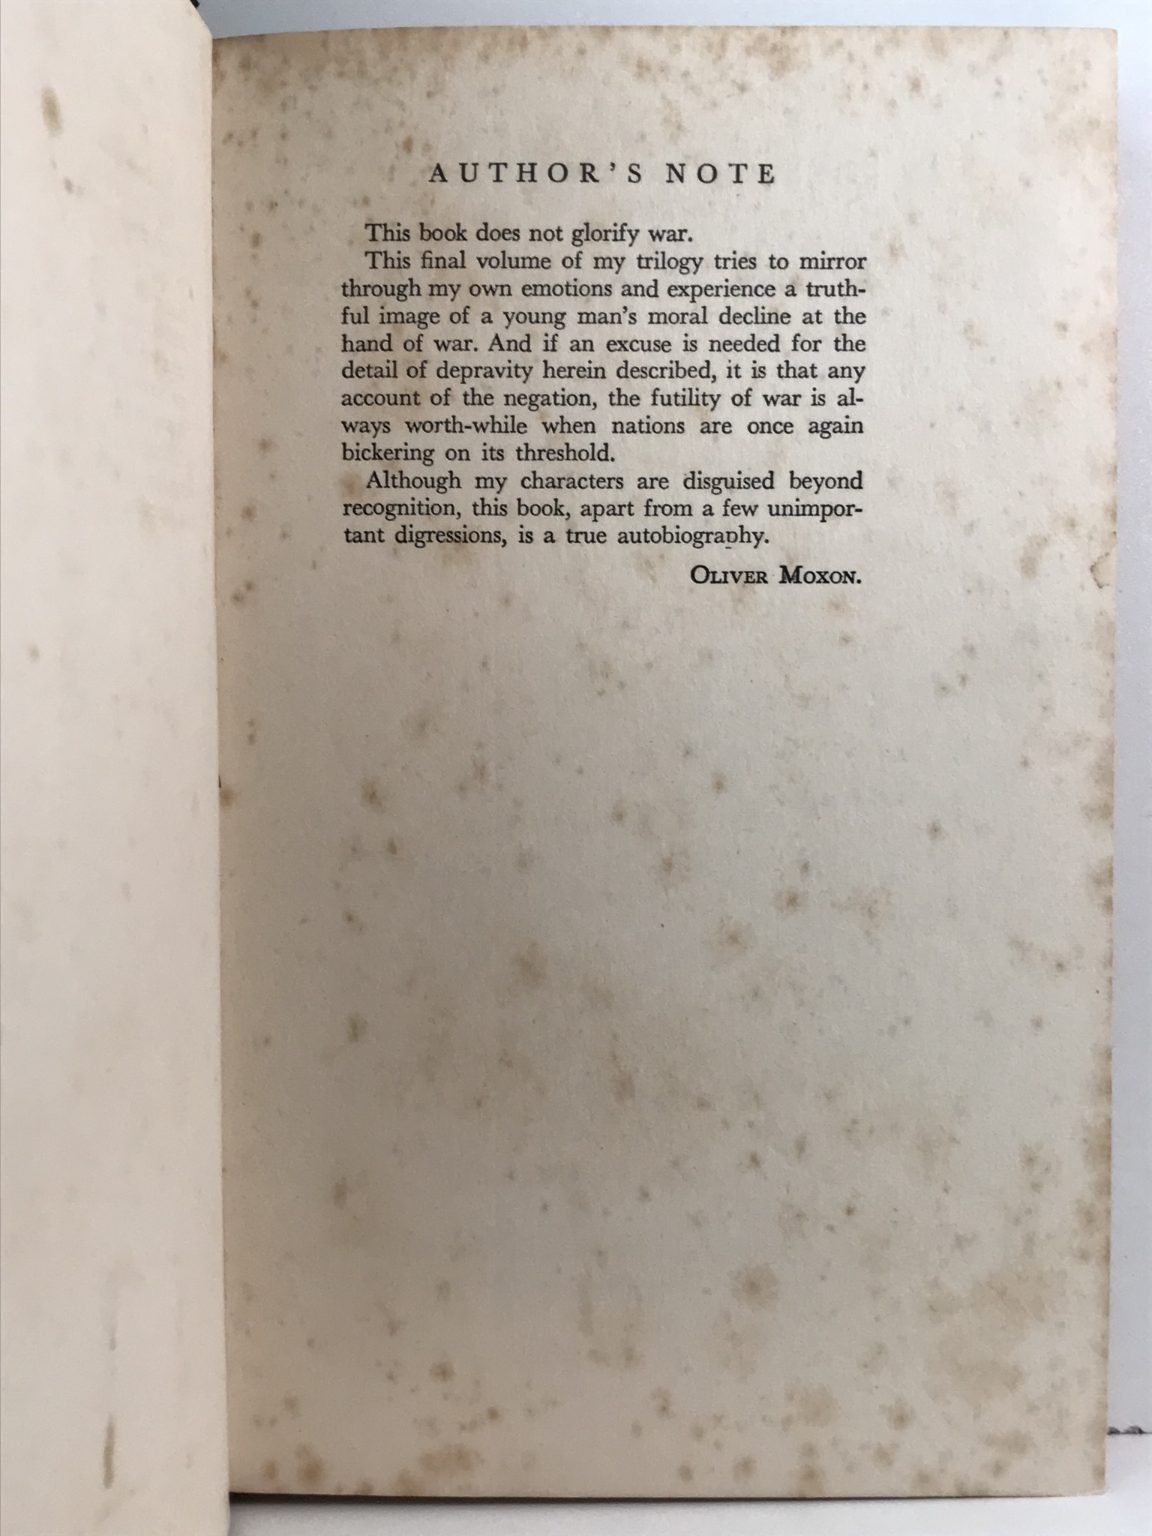 AUTHOR'S NOTE
This book does not glorify war.
This final volume of my trilogy tries to mirror
through my own emotions and experience a truth-
ful image of a young man's moral decline at the
hand of war. And if an excuse is needed for the
detail of depravity herein described, it is that any
account of the negation, the futility of war is al-
ways worth-while when nations are once again
bickering on its threshold.
Although my characters are disguised beyond
recognition, this book, apart from a few unimpor-
tant digressions, is a true autobiography.
OLIVER MOXON.